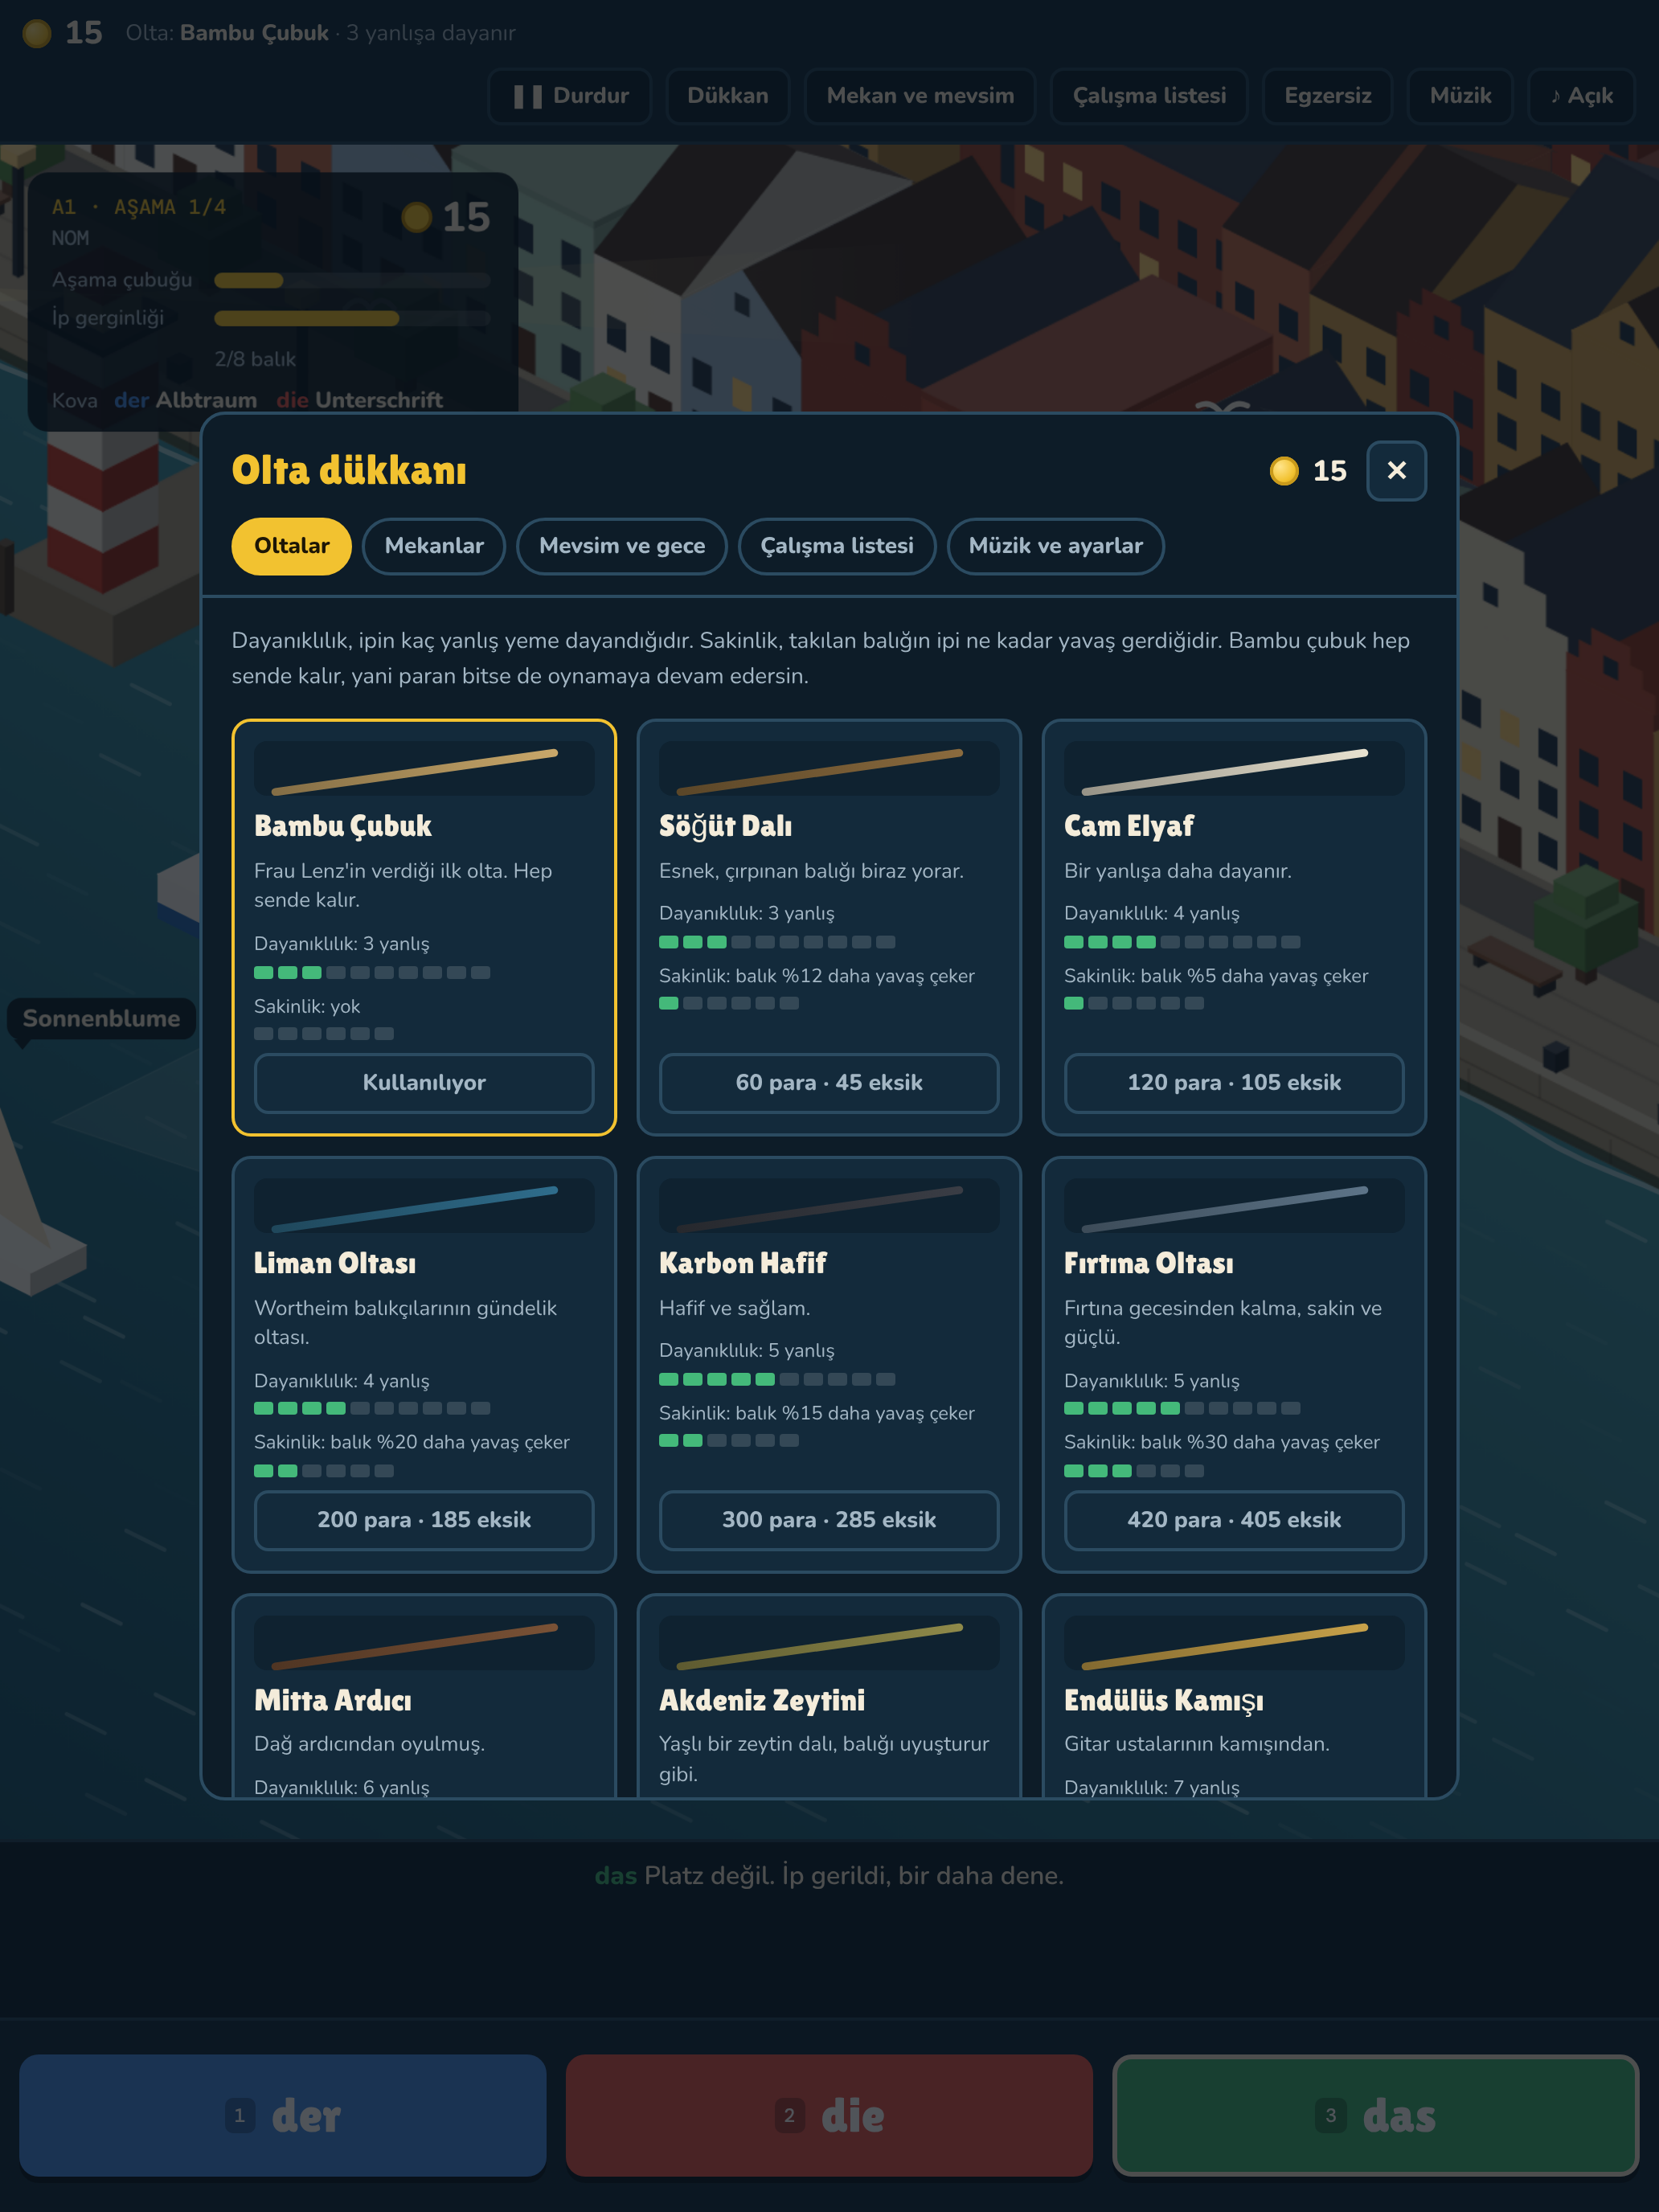 15 Olta: Bambu Çubuk · 3 yanlışa dayanır
❚❚ Durdur Dükkan Mekan ve mevsim Çalışma listesi Egzersiz Müzik ♪ Açık
A1 · AŞAMA 1/4 15
NOM
Aşama çubuğu
İp gerginliği
2/8 balık
Kova der Albtraum die Unterschrift
Olta dükkanı 15 ✕
Oltalar Mekanlar Mevsim ve gece Çalışma listesi Müzik ve ayarlar
Dayanıklılık, ipin kaç yanlış yeme dayandığıdır. Sakinlik, takılan balığın ipi ne kadar yavaş gerdiğidir. Bambu çubuk hep
sende kalır, yani paran bitse de oynamaya devam edersin.
Bambu Çubuk
Frau Lenz'in verdiği ilk olta. Hep
sende kalır.
Dayanıklılık: 3 yanlış
Sakinlik: yok
Kullanılıyor
Söğüt Dalı
Esnek, çırpınan balığı biraz yorar.
Dayanıklılık: 3 yanlış
Sakinlik: balık %12 daha yavaş çeker
60 para · 45 eksik
Cam Elyaf
Bir yanlışa daha dayanır.
Dayanıklılık: 4 yanlış
Sakinlik: balık %5 daha yavaş çeker
120 para · 105 eksik
Sonnenblume
Liman Oltası
Wortheim balıkçılarının gündelik
oltası.
Dayanıklılık: 4 yanlış
Sakinlik: balık %20 daha yavaş çeker
200 para · 185 eksik
Karbon Hafif
Hafif ve sağlam.
Dayanıklılık: 5 yanlış
Sakinlik: balık %15 daha yavaş çeker
300 para · 285 eksik
Fırtına Oltası
Fırtına gecesinden kalma, sakin ve
güçlü.
Dayanıklılık: 5 yanlış
Sakinlik: balık %30 daha yavaş çeker
420 para · 405 eksik
Mitta Ardıcı
Dağ ardıcından oyulmuş.
Dayanıklılık: 6 yanlış
Akdeniz Zeytini
Yaşlı bir zeytin dalı, balığı uyuşturur
gibi.
Endülüs Kamışı
Gitar ustalarının kamışından.
Dayanıklılık: 7 yanlış
das Platz değil. İp gerildi, bir daha dene.
1 der 2 die 3 das